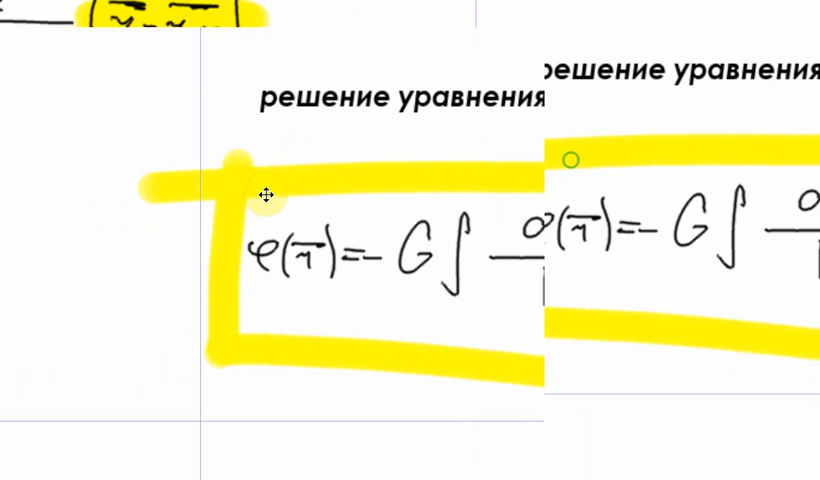 решение уравнения
решение уравнения
φ(r̅)=- G∫
(r̅)=- G∫